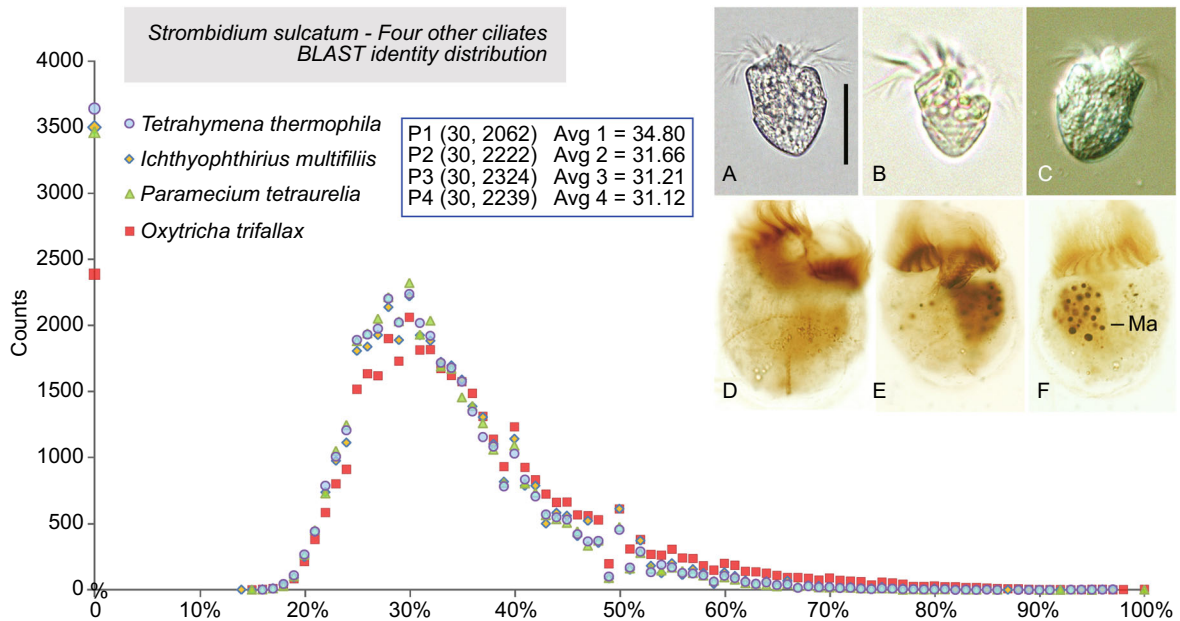 Strombidium sulcatum - Four other ciliates
BLAST identity distribution
4000
3500
3000
2500
2000
1500
1000
500
0
Counts
Tetrahymena thermophila
Ichthyophthirius multifiliis
Paramecium tetraurelia
Oxytricha trifallax
P1 (30, 2062) Avg 1 = 34.80
P2 (30, 2222) Avg 2 = 31.66
P3 (30, 2324) Avg 3 = 31.21
P4 (30, 2239) Avg 4 = 31.12
%
0 10% 20% 30% 40% 50% 60% 70% 80% 90% 100%
A B C
D E F
Ma